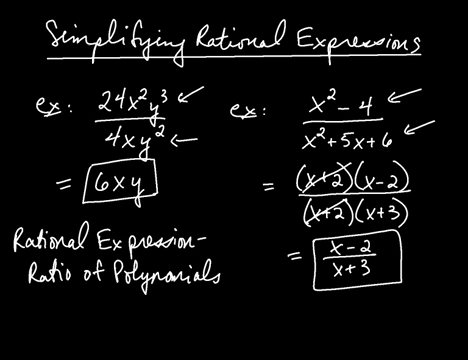 Simplifying Rational Expressions
ex: 24x²y³ / 4xy²
= 6xy
Rational Expression-
Ratio of Polynomials
ex: x² - 4 / x² + 5x + 6
= (x+2)(x-2) / (x+2)(x+3)
= x-2 / x+3